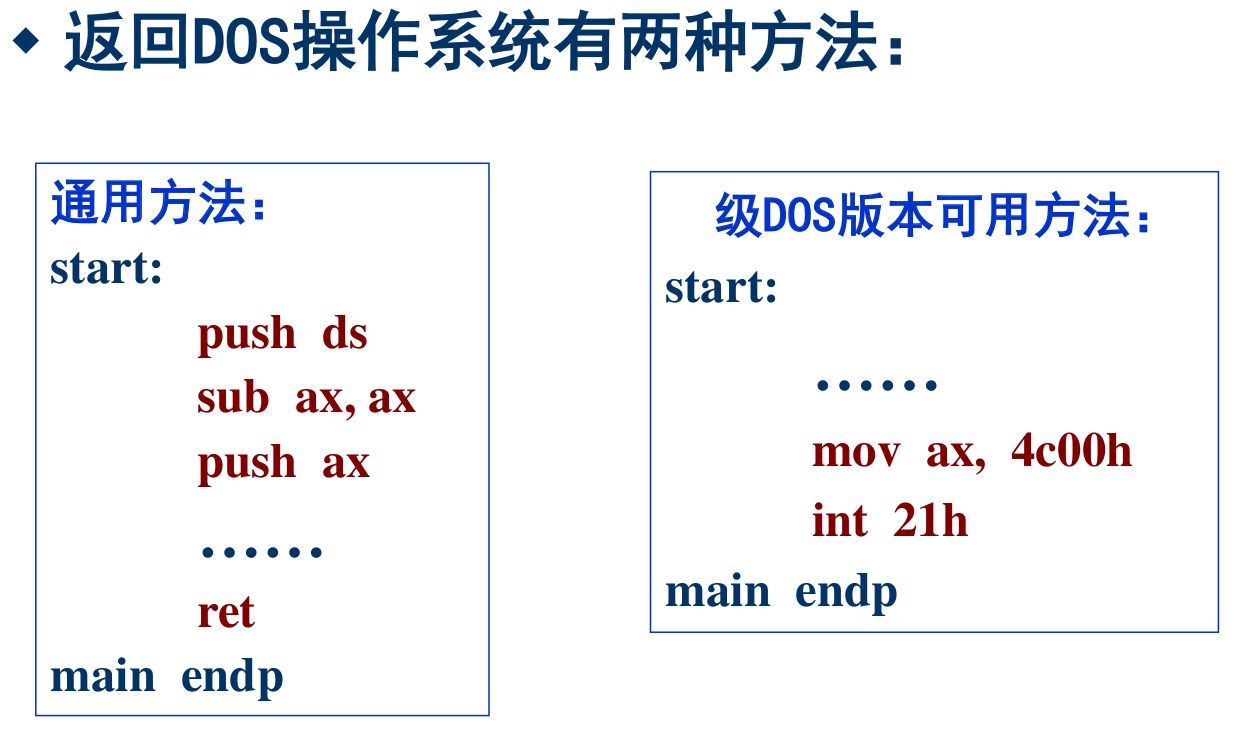 ◆ 返回DOS操作系统有两种方法：
通用方法：
start:
push ds
sub ax, ax
push ax
……
ret
main endp
级DOS版本可用方法：
start:
……
mov ax, 4c00h
int 21h
main endp